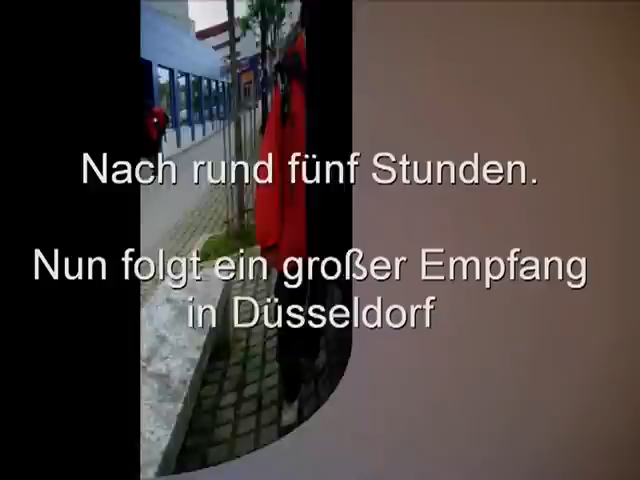 Nach rund fünf Stunden.
Nun folgt ein großer Empfang
in Düsseldorf